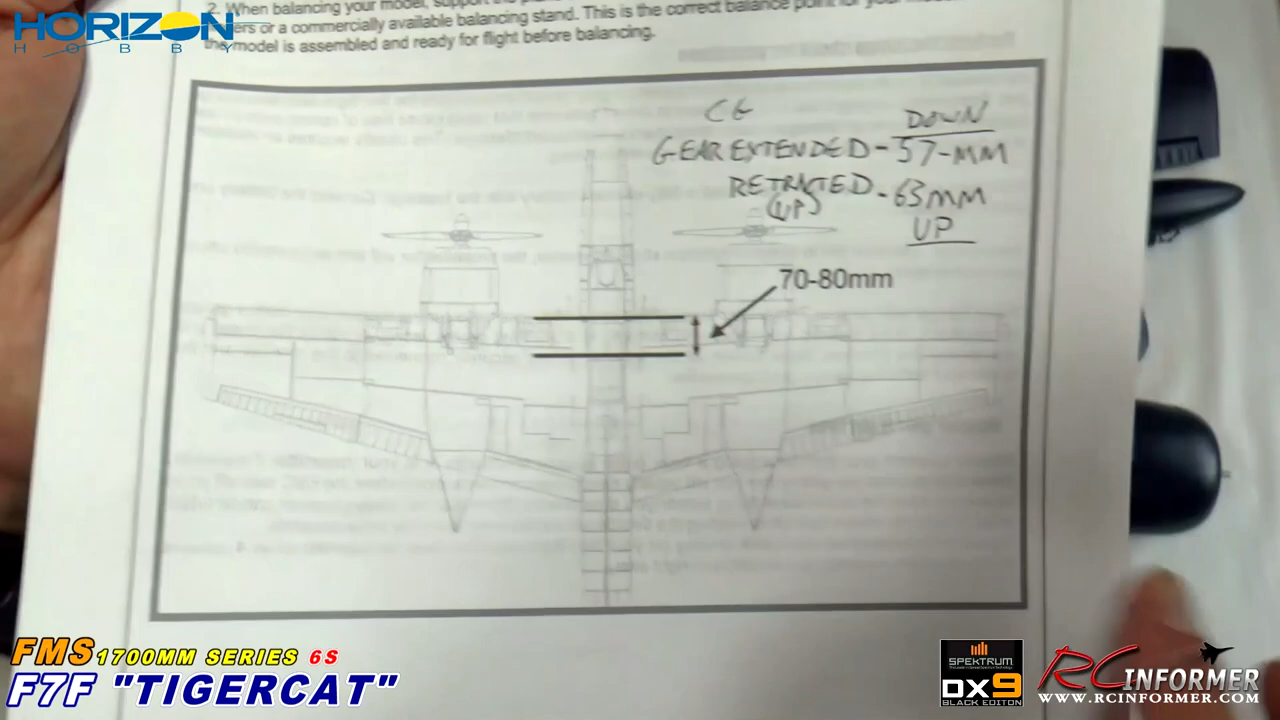 2. When balancing your model, support the
HORIZON
HOBBY
ers or a commercially available balancing stand. This is the correct balance point for your
the model is assembled and ready for flight before balancing.
CG
DOWN
GEAR EXTENDED - 57-MM
RETRACTED - 63MM
(UP)
UP
70-80mm
FMS 1700MM SERIES 6S
F7F "TIGERCAT"
SPEKTRUM
DX9
BLACK EDITON
RC INFORMER
WWW.RCINFORMER.COM